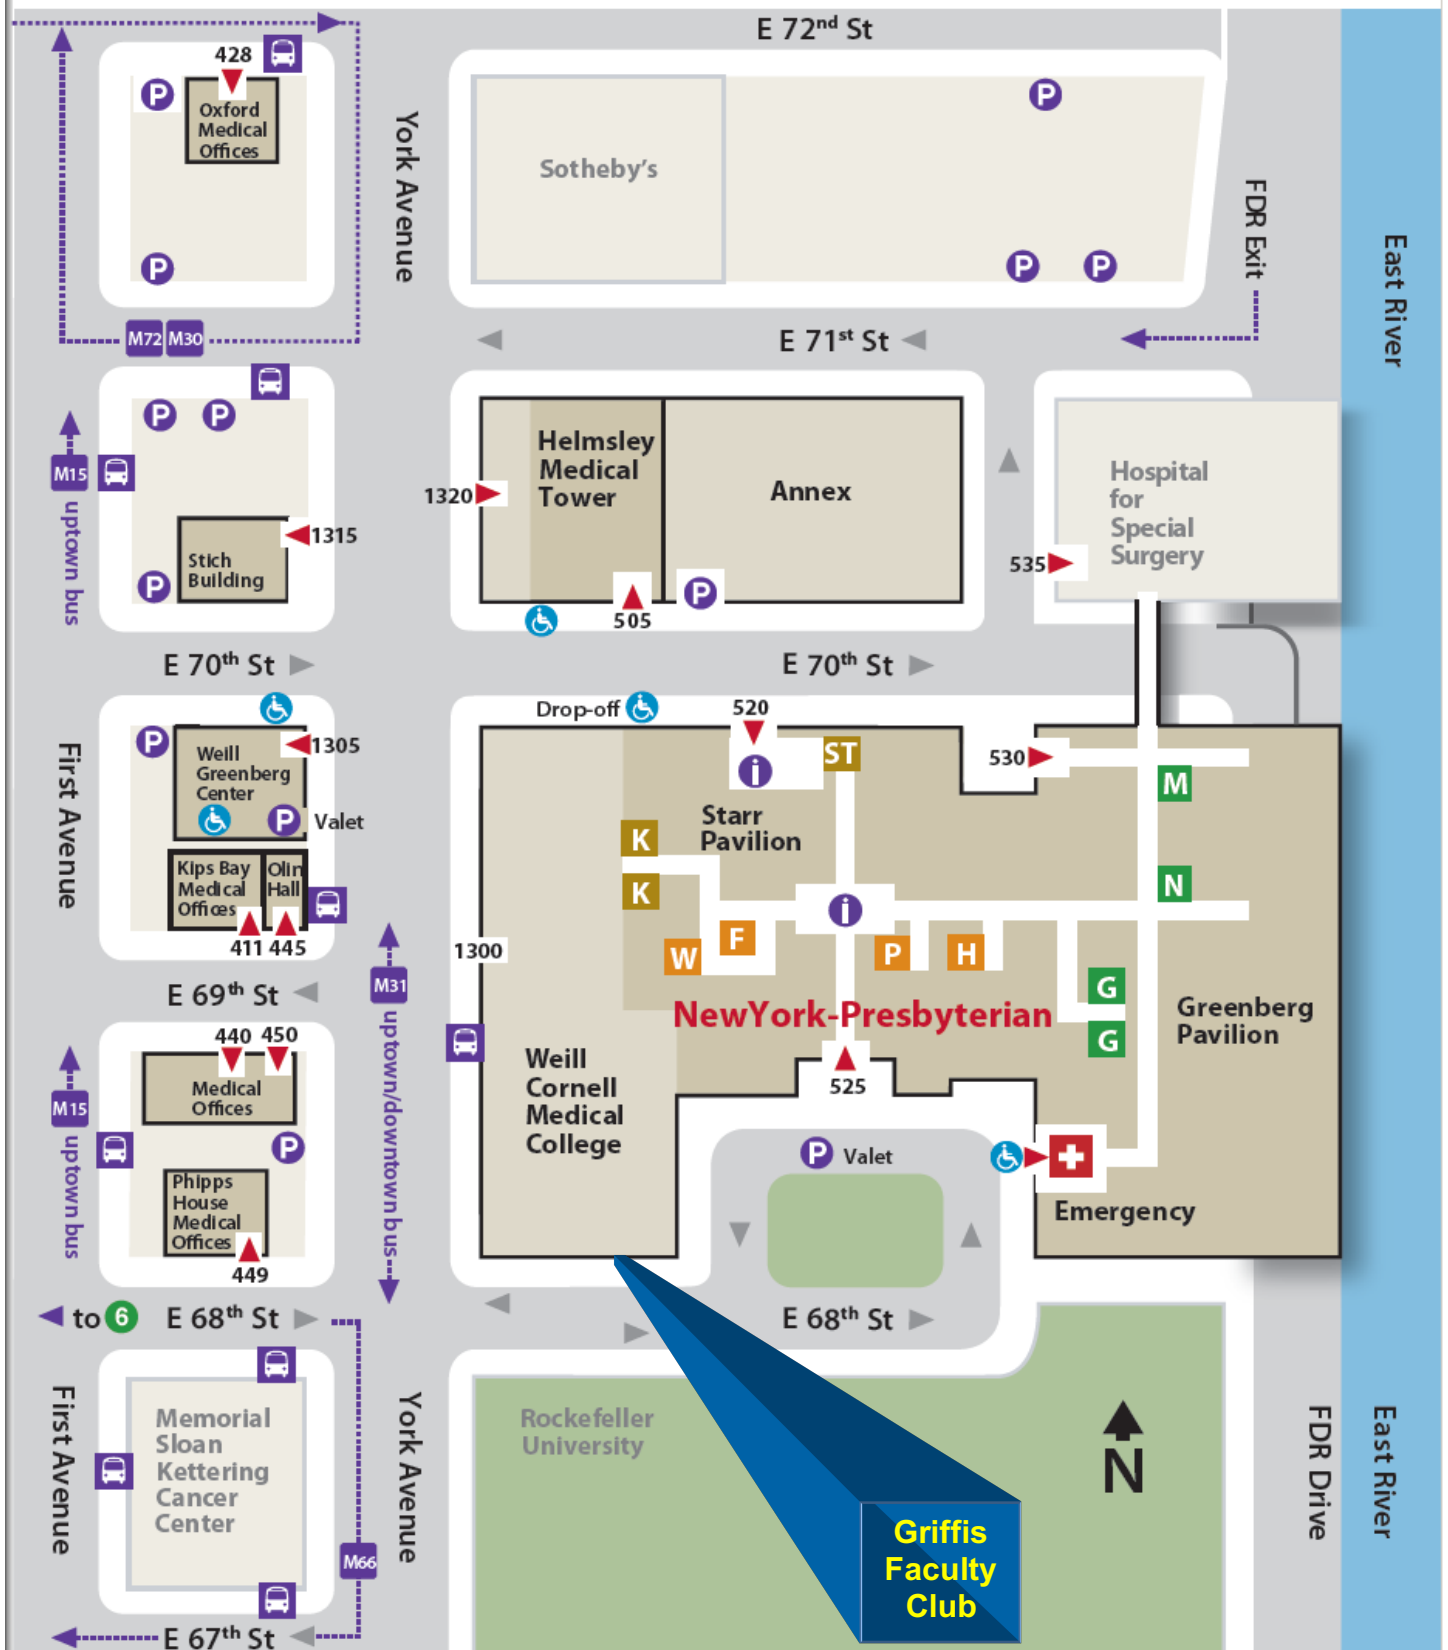 E 72nd St
428
P
Oxford
Medical
Offices
P
York Avenue
Sotheby's
P
P
P
FDR Exit
East River
M72
M30
E 71st St
P
P
M15
uptown bus
1315
Stich
Building
P
1320
Helmsley
Medical
Tower
Annex
505
P
535
Hospital
for
Special
Surgery
E 70th St
E 70th St
First Avenue
P
1305
Weill
Greenberg
Center
P
Valet
Kips Bay
Medical
Offices
Olin
Hall
411
445
Drop-off
520
i
ST
530
M
Starr
Pavilion
K
K
N
i
W
F
P
H
1300
G
G
NewYork-Presbyterian
Greenberg
Pavilion
E 69th St
M31
uptown/downtown bus
440
450
Medical
Offices
M15
uptown bus
P
Phipps
House
Medical
Offices
449
Weill
Cornell
Medical
College
525
P
Valet
Emergency
to 6
E 68th St
E 68th St
First Avenue
Memorial
Sloan
Kettering
Cancer
Center
M66
York Avenue
Rockefeller
University
N
FDR Drive
East River
Griffis
Faculty
Club
E 67th St